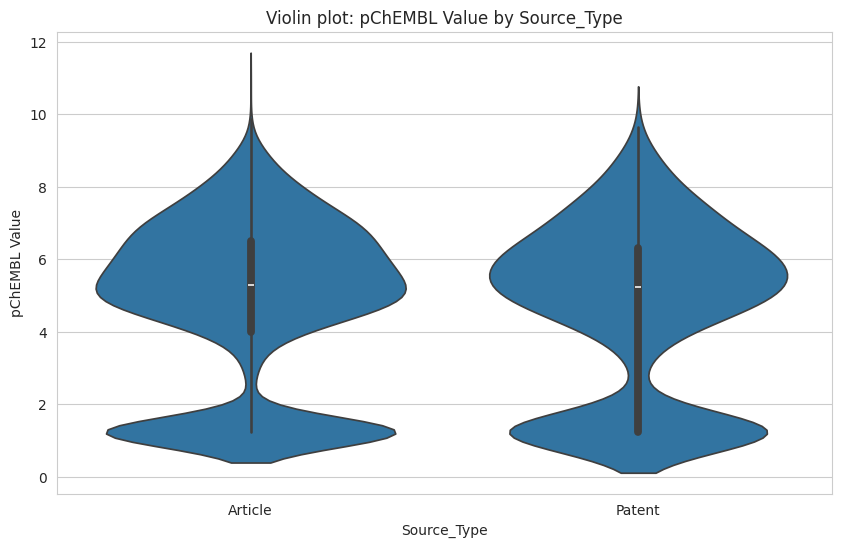 Violin plot: pChEMBL Value by Source_Type
12
10
8
6
4
2
0
pChEMBL Value
Article
Patent
Source_Type